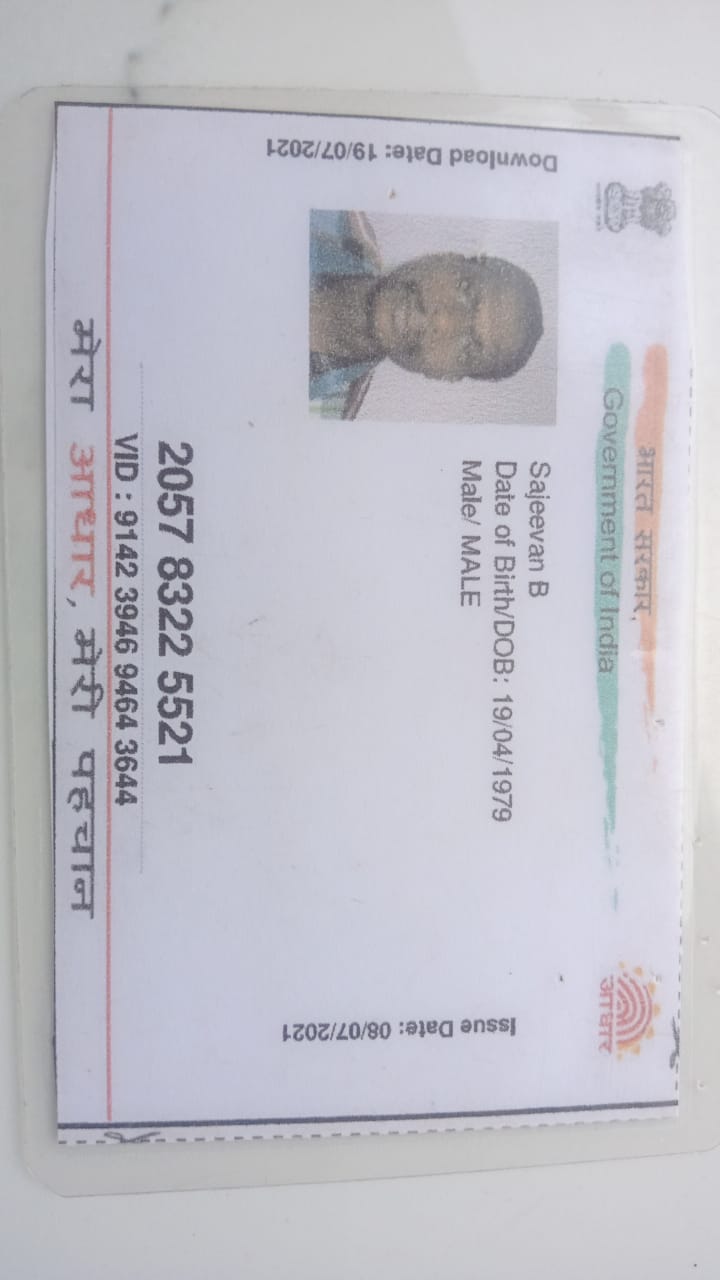 भारत सरकार
Government of India
Download Date: 19/07/2021
Sajeevan B
Date of Birth/DOB: 19/04/1979
Male/ MALE
Issue Date: 08/07/2021
आधार
2057 8322 5521
VID : 9142 3946 9464 3644
मेरा आधार, मेरी पहचान